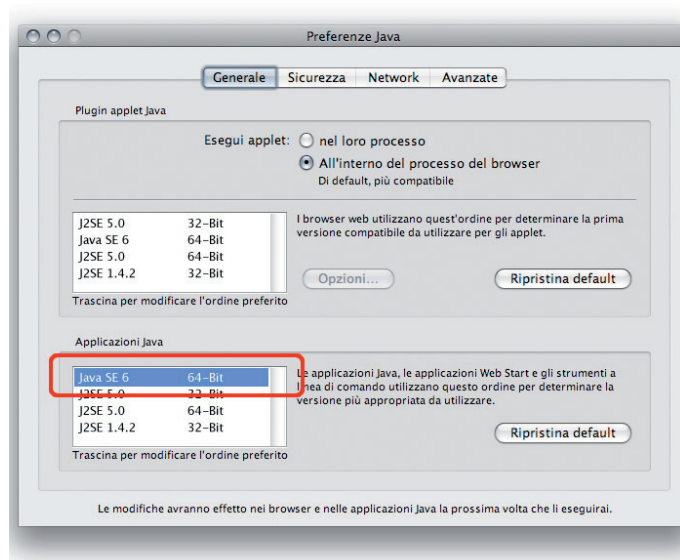 Preferenze Java
Generale Sicurezza Network Avanzate
Plugin applet Java
Esegui applet: nel loro processo
All'interno del processo del browser
Di default, più compatibile
J2SE 5.0 32-Bit
Java SE 6 64-Bit
J2SE 5.0 64-Bit
J2SE 1.4.2 32-Bit
Trascina per modificare l'ordine preferito
I browser web utilizzano quest'ordine per determinare la prima
versione compatibile da utilizzare per gli applet.
Opzioni... Ripristina default
Applicazioni Java
Java SE 6 64-Bit
J2SE 5.0 32-Bit
J2SE 5.0 64-Bit
J2SE 1.4.2 32-Bit
Trascina per modificare l'ordine preferito
Le applicazioni Java, le applicazioni Web Start e gli strumenti a
linea di comando utilizzano questo ordine per determinare la
versione più appropriata da utilizzare.
Ripristina default
Le modifiche avranno effetto nei browser e nelle applicazioni Java la prossima volta che li eseguirai.